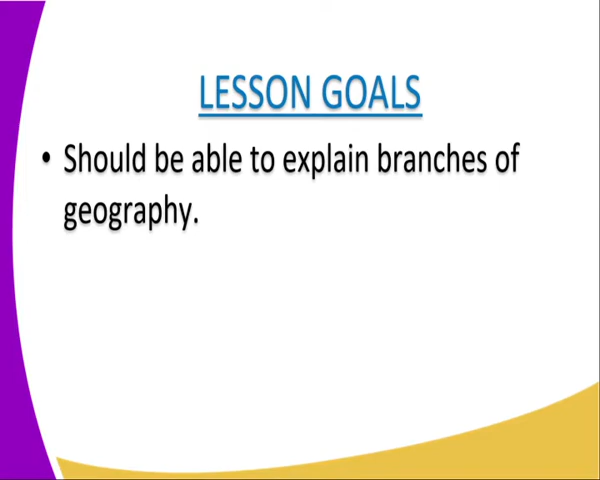 LESSON GOALS
• Should be able to explain branches of
geography.